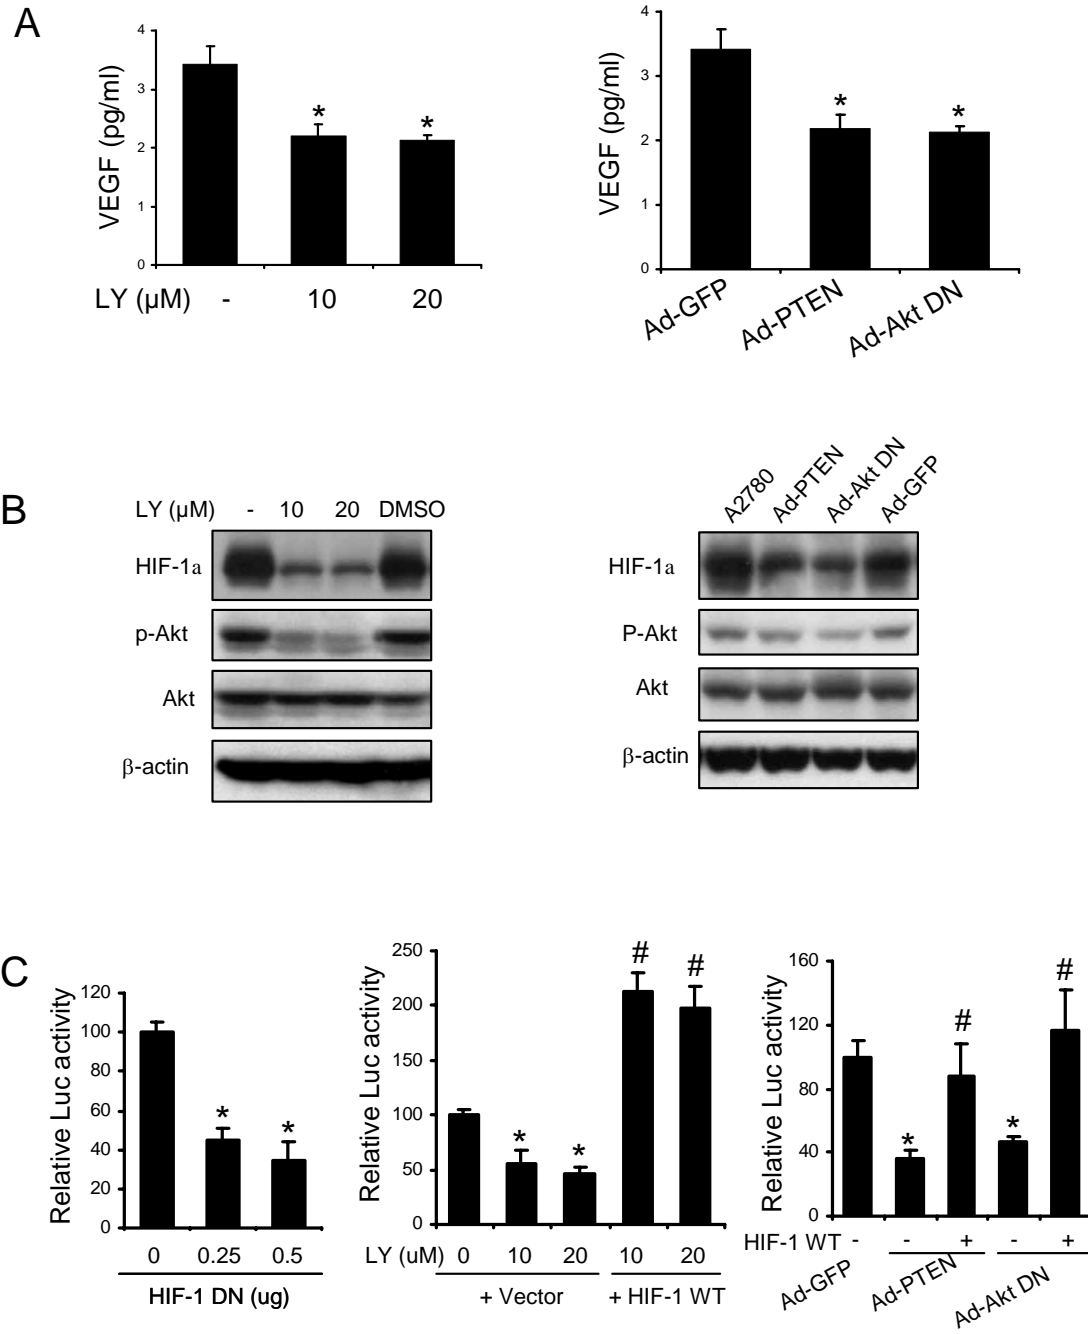 A
4
3
2
1
0
VEGF (pg/ml)
*
*
LY (µM) - 10 20
4
3
2
1
0
VEGF (pg/ml)
*
*
Ad-GFP Ad-PTEN Ad-Akt DN
B
LY (µM) - 10 20 DMSO
HIF-1a
p-Akt
Akt
β-actin
A2780 Ad-PTEN Ad-Akt DN Ad-GFP
HIF-1a
P-Akt
Akt
β-actin
C
120
100
80
60
40
20
0
Relative Luc activity
*
*
0 0.25 0.5
HIF-1 DN (ug)
250
200
150
100
50
0
Relative Luc activity
* * # #
LY (uM) 0 10 20 10 20
+ Vector + HIF-1 WT
160
120
80
40
0
Relative Luc activity
* # * #
HIF-1 WT - - + - +
Ad-GFP Ad-PTEN Ad-Akt DN